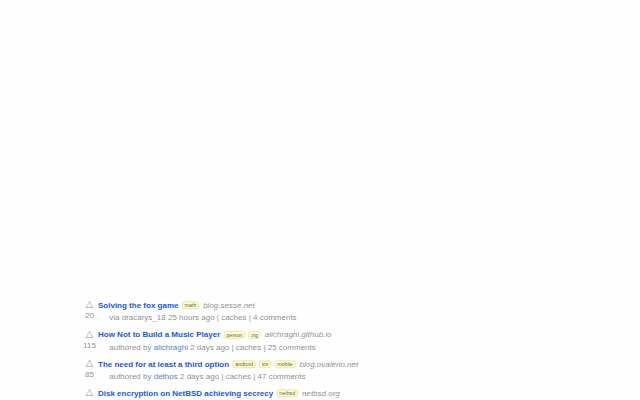 Solving the fox game math blog.sesse.net
20 via dracarys_18 25 hours ago | caches | 4 comments
How Not to Build a Music Player person zig alichraghi.github.io
115 authored by alichraghi 2 days ago | caches | 25 comments
The need for at least a third option android ios mobile blog.ovalerio.net
85 authored by dethos 2 days ago | caches | 47 comments
Disk encryption on NetBSD achieving secrecy netbsd netbsd.org